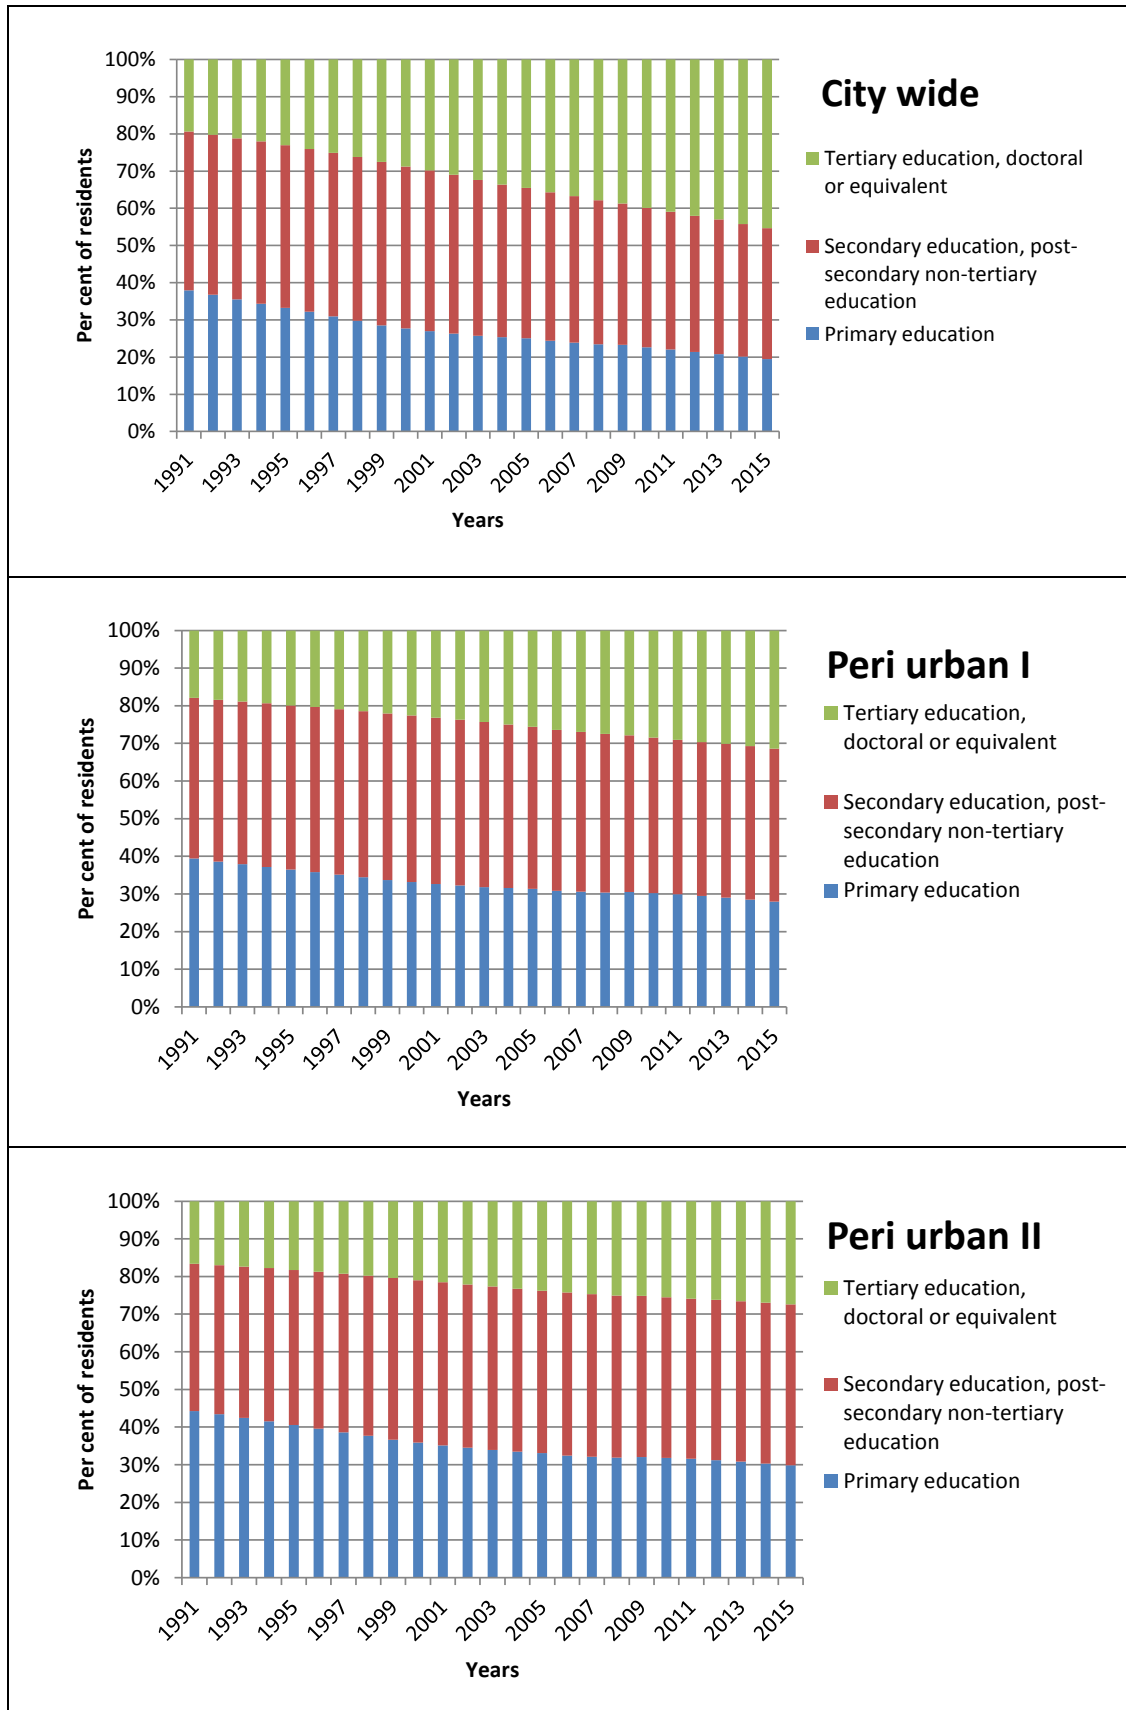 City wide
100%
90%
80%
70%
60%
50%
40%
30%
20%
10%
0%
Per cent of residents
1991
1993
1995
1997
1999
2001
2003
2005
2007
2009
2011
2013
2015
Years
Tertiary education, doctoral
or equivalent
Secondary education, post-
secondary non-tertiary
education
Primary education
Peri urban I
100%
90%
80%
70%
60%
50%
40%
30%
20%
10%
0%
Per cent of residents
1991
1993
1995
1997
1999
2001
2003
2005
2007
2009
2011
2013
2015
Years
Tertiary education,
doctoral or equivalent
Secondary education, post-
secondary non-tertiary
education
Primary education
Peri urban II
100%
90%
80%
70%
60%
50%
40%
30%
20%
10%
0%
Per cent of residents
1991
1993
1995
1997
1999
2001
2003
2005
2007
2009
2011
2013
2015
Years
Tertiary education,
doctoral or equivalent
Secondary education, post-
secondary non-tertiary
education
Primary education